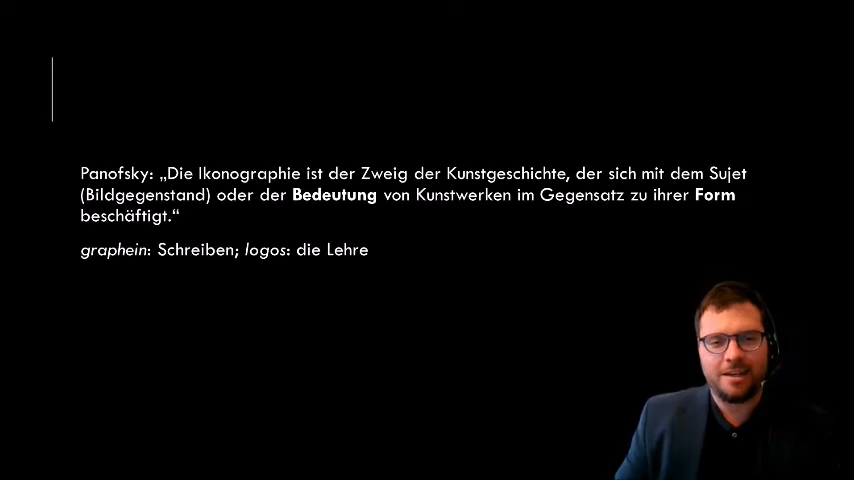 Panofsky: „Die Ikonographie ist der Zweig der Kunstgeschichte, der sich mit dem Sujet
(Bildgegenstand) oder der Bedeutung von Kunstwerken im Gegensatz zu ihrer Form
beschäftigt.“
graphein: Schreiben; logos: die Lehre